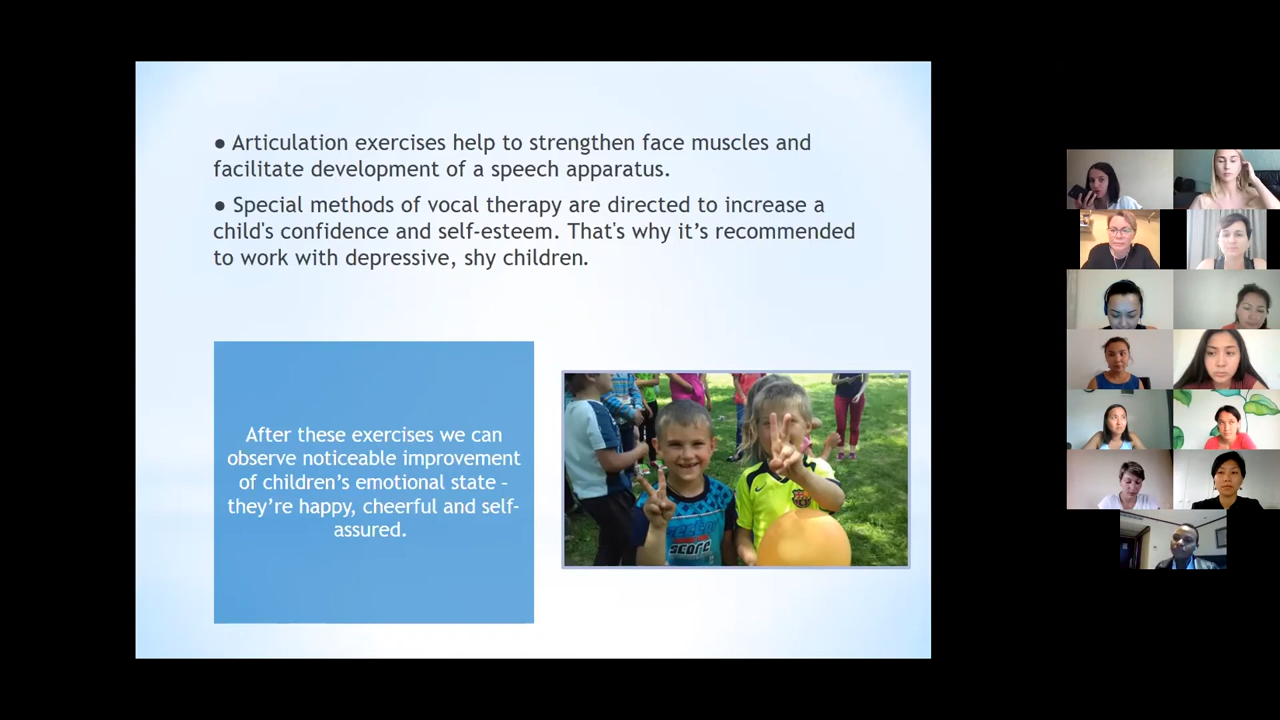 ● Articulation exercises help to strengthen face muscles and
facilitate development of a speech apparatus.
● Special methods of vocal therapy are directed to increase a
child's confidence and self-esteem. That's why it’s recommended
to work with depressive, shy children.
After these exercises we can
observe noticeable improvement
of children’s emotional state –
they’re happy, cheerful and self-
assured.
score